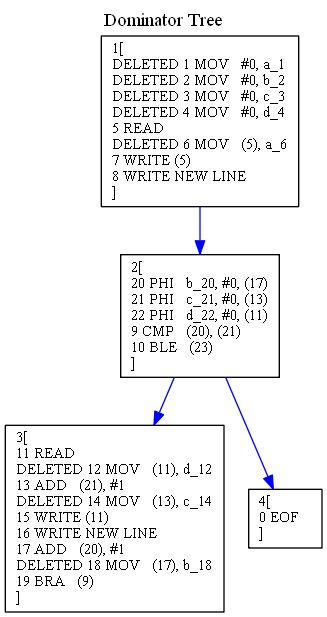 Dominator Tree
1[
DELETED 1 MOV #0, a_1
DELETED 2 MOV #0, b_2
DELETED 3 MOV #0, c_3
DELETED 4 MOV #0, d_4
5 READ
DELETED 6 MOV (5), a_6
7 WRITE (5)
8 WRITE NEW LINE
]
2[
20 PHI b_20, #0, (17)
21 PHI c_21, #0, (13)
22 PHI d_22, #0, (11)
9 CMP (20), (21)
10 BLE (23)
]
3[
11 READ
DELETED 12 MOV (11), d_12
13 ADD (21), #1
DELETED 14 MOV (13), c_14
15 WRITE (11)
16 WRITE NEW LINE
17 ADD (20), #1
DELETED 18 MOV (17), b_18
19 BRA (9)
]
4[
0 EOF
]